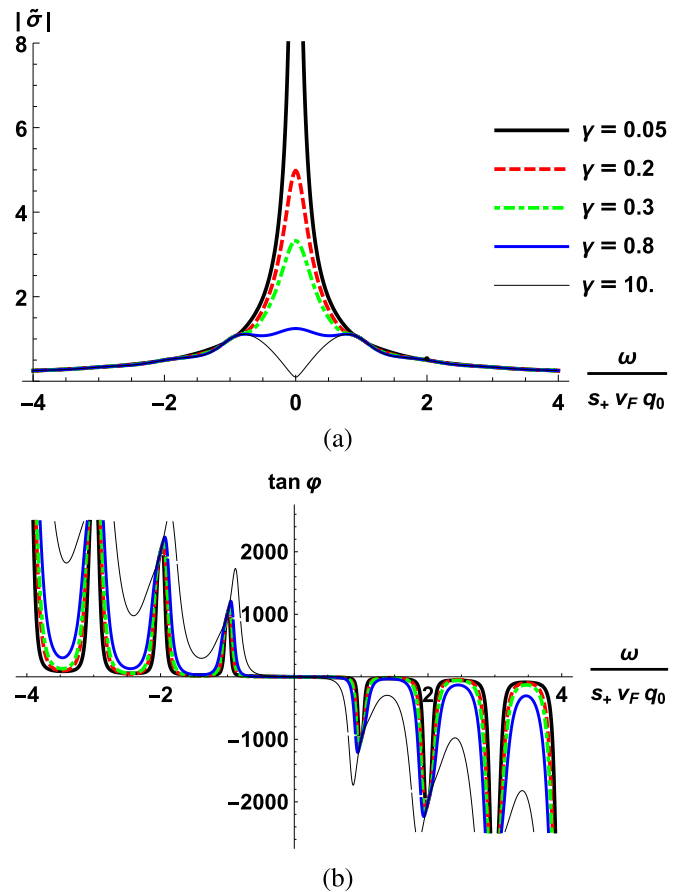 | σ̃ |
8
6
4
2
−4 −2 0 2 4
γ = 0.05
γ = 0.2
γ = 0.3
γ = 0.8
γ = 10.
ω
s₊ v_F q₀
(a)
tan φ
2000
1000
−4 −2 2 4
−1000
−2000
ω
s₊ v_F q₀
(b)